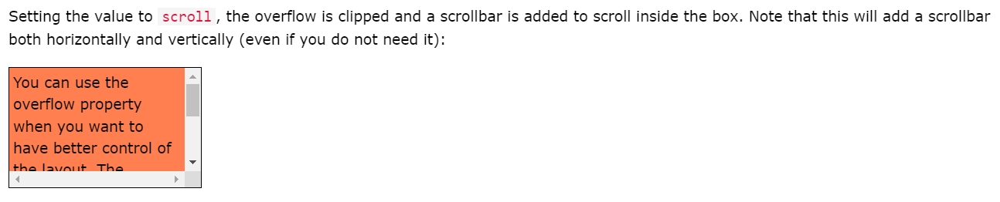 Setting the value to scroll, the overflow is clipped and a scrollbar is added to scroll inside the box. Note that this will add a scrollbar
both horizontally and vertically (even if you do not need it):
You can use the
overflow property
when you want to
have better control of
the layout. The